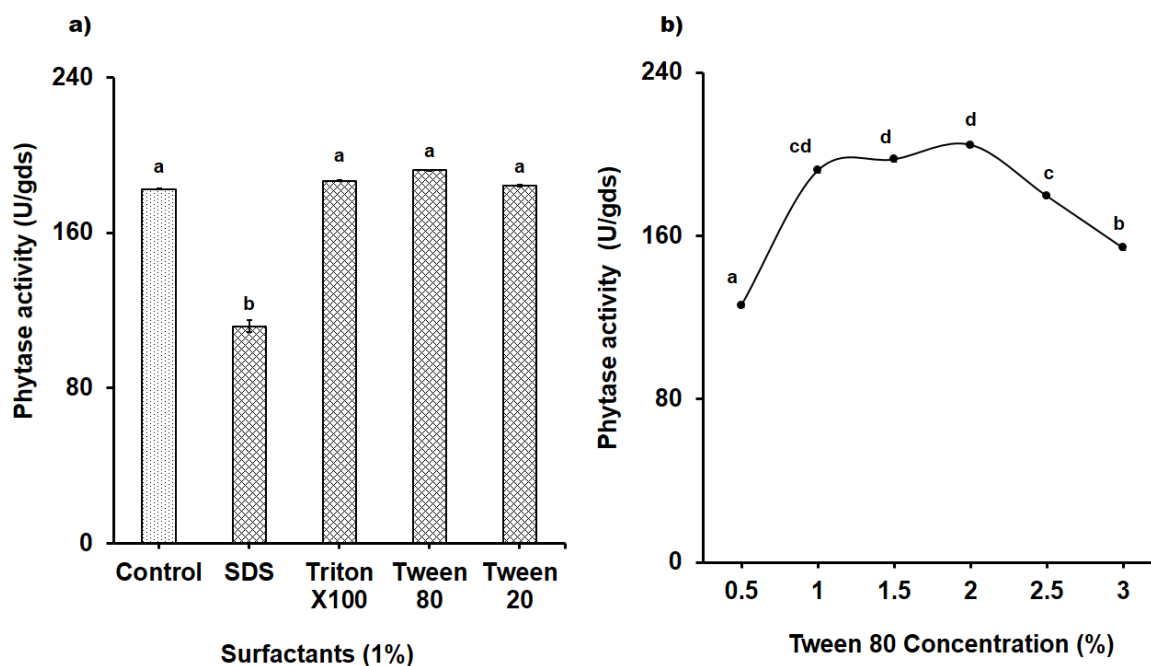 a)
Phytase activity (U/gds)
240
160
80
0
a
b
a
a
a
Control
SDS
Triton
X100
Tween
80
Tween
20
Surfactants (1%)
b)
Phytase activity (U/gds)
240
160
80
0
a
cd
d
d
c
b
0.5
1
1.5
2
2.5
3
Tween 80 Concentration (%)